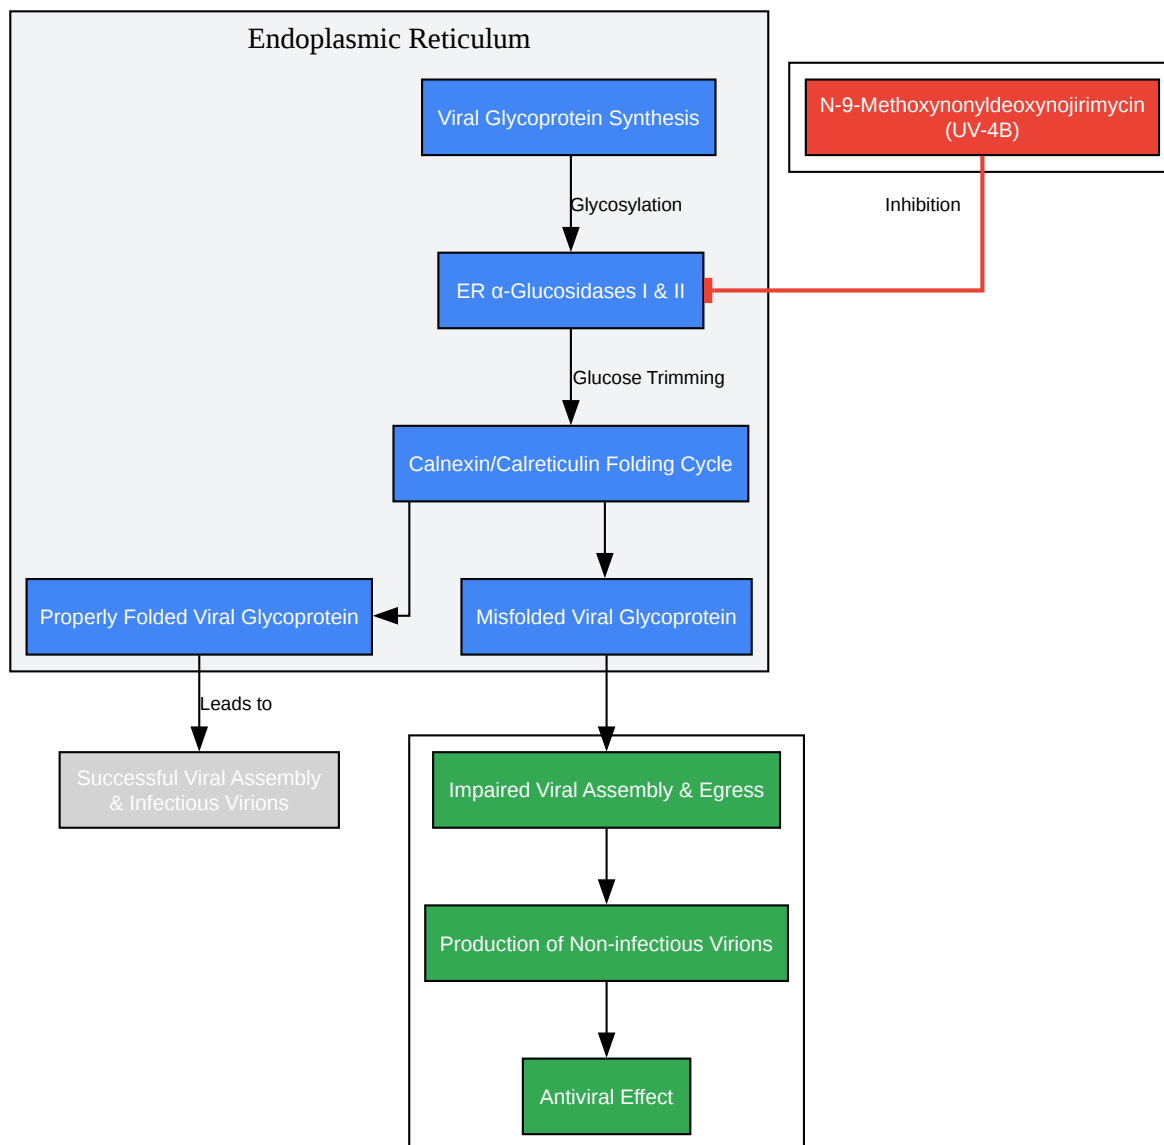 Endoplasmic Reticulum
Viral Glycoprotein Synthesis
N-9-Methoxynonyldeoxynojirimycin
(UV-4B)
Glycosylation
Inhibition
ER α-Glucosidases I & II
Glucose Trimming
Calnexin/Calreticulin Folding Cycle
Properly Folded Viral Glycoprotein
Misfolded Viral Glycoprotein
Leads to
Successful Viral Assembly
& Infectious Virions
Impaired Viral Assembly & Egress
Production of Non-infectious Virions
Antiviral Effect